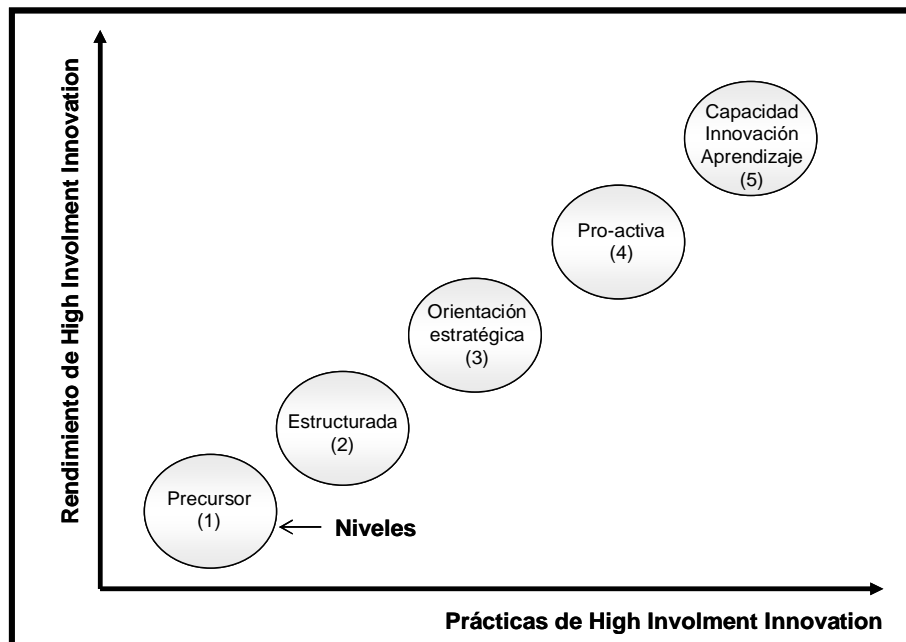 Rendimiento de High Involment Innovation
Capacidad
Innovación
Aprendizaje
(5)
Pro-activa
(4)
Orientación
estratégica
(3)
Estructurada
(2)
Precursor
(1)
Niveles
Prácticas de High Involment Innovation